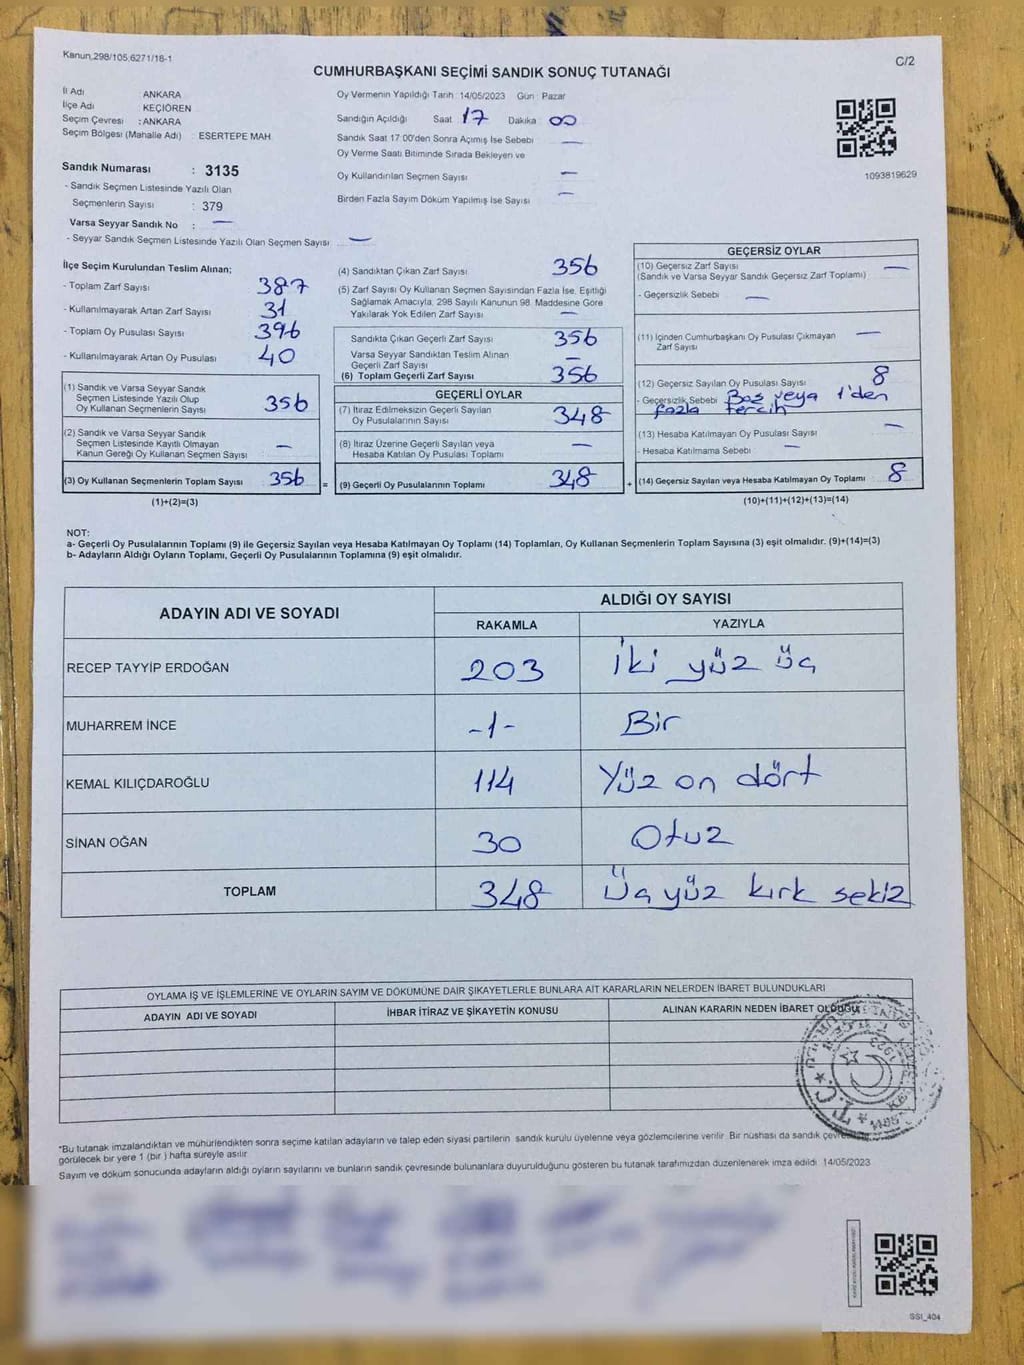 Kanun,298/105,6271/18-1
C/2
CUMHURBAŞKANI SEÇİMİ SANDIK SONUÇ TUTANAĞI
İl Adı ANKARA
İlçe Adı KEÇİÖREN
Seçim Çevresi : ANKARA
Seçim Bölgesi (Mahalle Adı) : ESERTEPE MAH
Sandık Numarası : 3135
- Sandık Seçmen Listesinde Yazılı Olan
Seçmenlerin Sayısı : 379
Varsa Seyyar Sandık No : —
- Seyyar Sandık Seçmen Listesinde Yazılı Olan Seçmen Sayısı —
Oy Vermenin Yapıldığı Tarih : 14/05/2023 Gün : Pazar
Sandığın Açıldığı Saat 17 Dakika 00
Sandık Saat 17:00'den Sonra Açımış İse Sebebi —
Oy Verme Saati Bitiminde Sırada Bekleyen ve
Oy Kullandırılan Seçmen Sayısı —
Birden Fazla Sayım Döküm Yapılmış İse Sayısı —
1093819629
İlçe Seçim Kurulundan Teslim Alınan;
- Toplam Zarf Sayısı 387
- Kullanılmayarak Artan Zarf Sayısı 31
- Toplam Oy Pusulası Sayısı 396
- Kullanılmayarak Artan Oy Pusulası 40
(1) Sandık ve Varsa Seyyar Sandık
Seçmen Listesinde Yazılı Olup
Oy Kullanan Seçmenlerin Sayısı 356
(2) Sandık ve Varsa Seyyar Sandık
Seçmen Listesinde Kayıtlı Olmayan
Kanun Gereği Oy Kullanan Seçmen Sayısı —
(3) Oy Kullanan Seçmenlerin Toplam Sayısı 356
(1)+(2)=(3)
(4) Sandıktan Çıkan Zarf Sayısı 356
(5) Zarf Sayısı Oy Kullanan Seçmen Sayısından Fazla İse, Eşitliği
Sağlamak Amacıyla, 298 Sayılı Kanunun 98. Maddesine Göre
Yakılarak Yok Edilen Zarf Sayısı —
Sandıkta Çıkan Geçerli Zarf Sayısı 356
Varsa Seyyar Sandıktan Teslim Alınan
Geçerli Zarf Sayısı —
(6) Toplam Geçerli Zarf Sayısı 356
GEÇERLİ OYLAR
(7) İtiraz Edilmeksizin Geçerli Sayılan
Oy Pusulalarının Sayısı 348
(8) İtiraz Üzerine Geçerli Sayılan veya
Hesaba Katılan Oy Pusulası Toplamı —
= (9) Geçerli Oy Pusulalarının Toplamı 348
GEÇERSİZ OYLAR
(10) Geçersiz Zarf Sayısı —
(Sandık ve Varsa Seyyar Sandık Geçersiz Zarf Toplamı)
- Geçersizlik Sebebi —
(11) İçinden Cumhurbaşkanı Oy Pusulası Çıkmayan —
Zarf Sayısı
(12) Geçersiz Sayılan Oy Pusulası Sayısı 8
- Geçersizlik Sebebi Boş veya 1'den
fazla tercih
(13) Hesaba Katılmayan Oy Pusulası Sayısı —
- Hesaba Katılmama Sebebi —
+ (14) Geçersiz Sayılan veya Hesaba Katılmayan Oy Toplamı 8
(10)+(11)+(12)+(13)=(14)
NOT:
a- Geçerli Oy Pusulalarının Toplamı (9) ile Geçersiz Sayılan veya Hesaba Katılmayan Oy Toplamı (14) Toplamları, Oy Kullanan Seçmenlerin Toplam Sayısına (3) eşit olmalıdır. (9)+(14)=(3)
b- Adayların Aldığı Oyların Toplamı, Geçerli Oy Pusulalarının Toplamına (9) eşit olmalıdır.
ADAYIN ADI VE SOYADI ALDIĞI OY SAYISI
RAKAMLA YAZIYLA
RECEP TAYYİP ERDOĞAN 203 İki yüz üç
MUHARREM İNCE -1- Bir
KEMAL KILIÇDAROĞLU 114 Yüz on dört
SİNAN OĞAN 30 Otuz
TOPLAM 348 Üç yüz kırk sekiz
OYLAMA İŞ VE İŞLEMLERİNE VE OYLARIN SAYIM VE DÖKÜMÜNE DAİR ŞİKAYETLERLE BUNLARA AİT KARARLARIN NELERDEN İBARET BULUNDUKLARI
ADAYIN ADI VE SOYADI İHBAR İTİRAZ VE ŞİKAYETİN KONUSU ALINAN KARARIN NEDEN İBARET OLDUĞU
T.C.
1923
*Bu tutanak imzalandıktan ve mühürlendikten sonra seçime katılan adayların ve talep eden siyasi partilerin sandık kurulu üyelerine veya gözlemcilerine verilir. Bir nüshası da sandık
görülecek bir yere 1 (bir) hafta süreyle asılır.
Sayım ve döküm sonucunda adayların aldığı oyların sayılarını ve bunların sandık çevresinde bulunanlara duyurulduğunu gösteren bu tutanak tarafımızdan düzenlenerek imza edildi. 14/05/2023
SSI_404